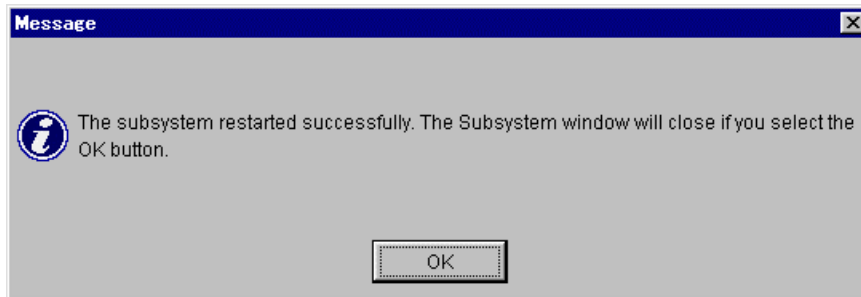 Message
The subsystem restarted successfully. The Subsystem window will close if you select the
OK button.
OK